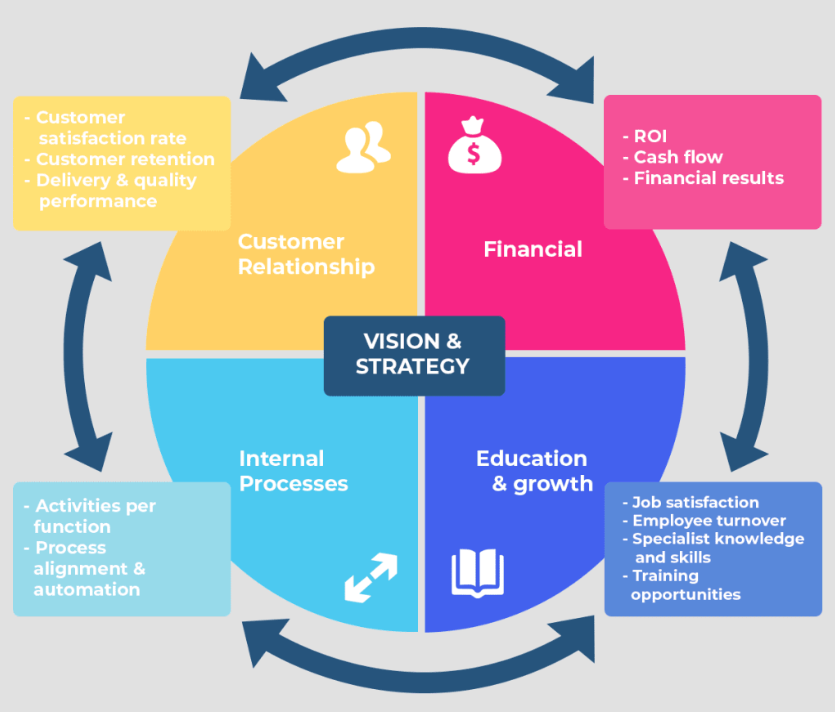 - Customer
satisfaction rate
- Customer retention
- Delivery & quality
performance
- ROI
- Cash flow
- Financial results
$
Customer
Relationship
Financial
VISION &
STRATEGY
Internal
Processes
Education
& growth
- Activities per
function
- Process
alignment &
automation
- Job satisfaction
- Employee turnover
- Specialist knowledge
and skills
- Training
opportunities